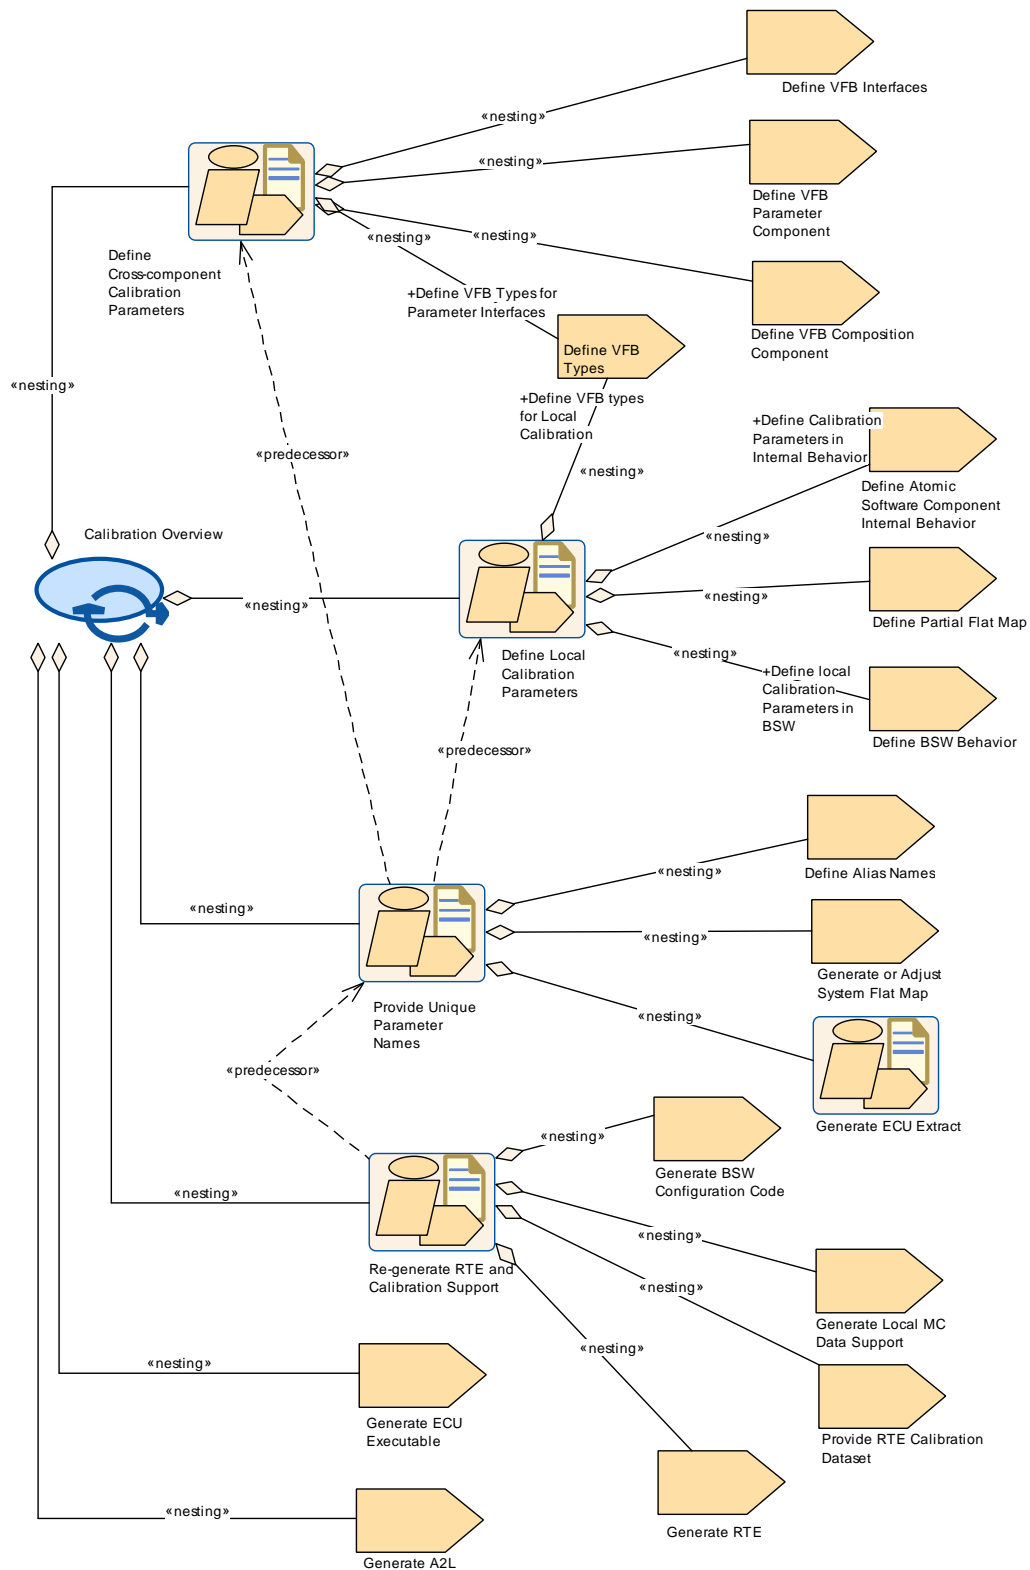 Define VFB Interfaces
«nesting»
«nesting»
Define VFB
Parameter
Component
«nesting»
«nesting»
Define
Cross-component
Calibration
Parameters
+Define VFB Types for
Parameter Interfaces
Define VFB Composition
Component
Define VFB
Types
«nesting»
+Define VFB types
for Local
Calibration
+Define Calibration
Parameters in
Internal Behavior
«predecessor»
«nesting»
Define Atomic
Software Component
Internal Behavior
Calibration Overview
«nesting»
«nesting»
«nesting»
Define Partial Flat Map
Define Local
Calibration
Parameters
«nesting»
+Define local
Calibration
Parameters in
BSW
Define BSW Behavior
«predecessor»
«nesting»
Define Alias Names
«nesting»
«nesting»
Generate or Adjust
System Flat Map
Provide Unique
Parameter
Names
«nesting»
«predecessor»
Generate ECU Extract
«nesting»
Generate BSW
Configuration Code
«nesting»
«nesting»
Re-generate RTE and
Calibration Support
«nesting»
Generate Local MC
Data Support
«nesting»
«nesting»
Generate ECU
Executable
Provide RTE Calibration
Dataset
«nesting»
Generate RTE
Generate A2L